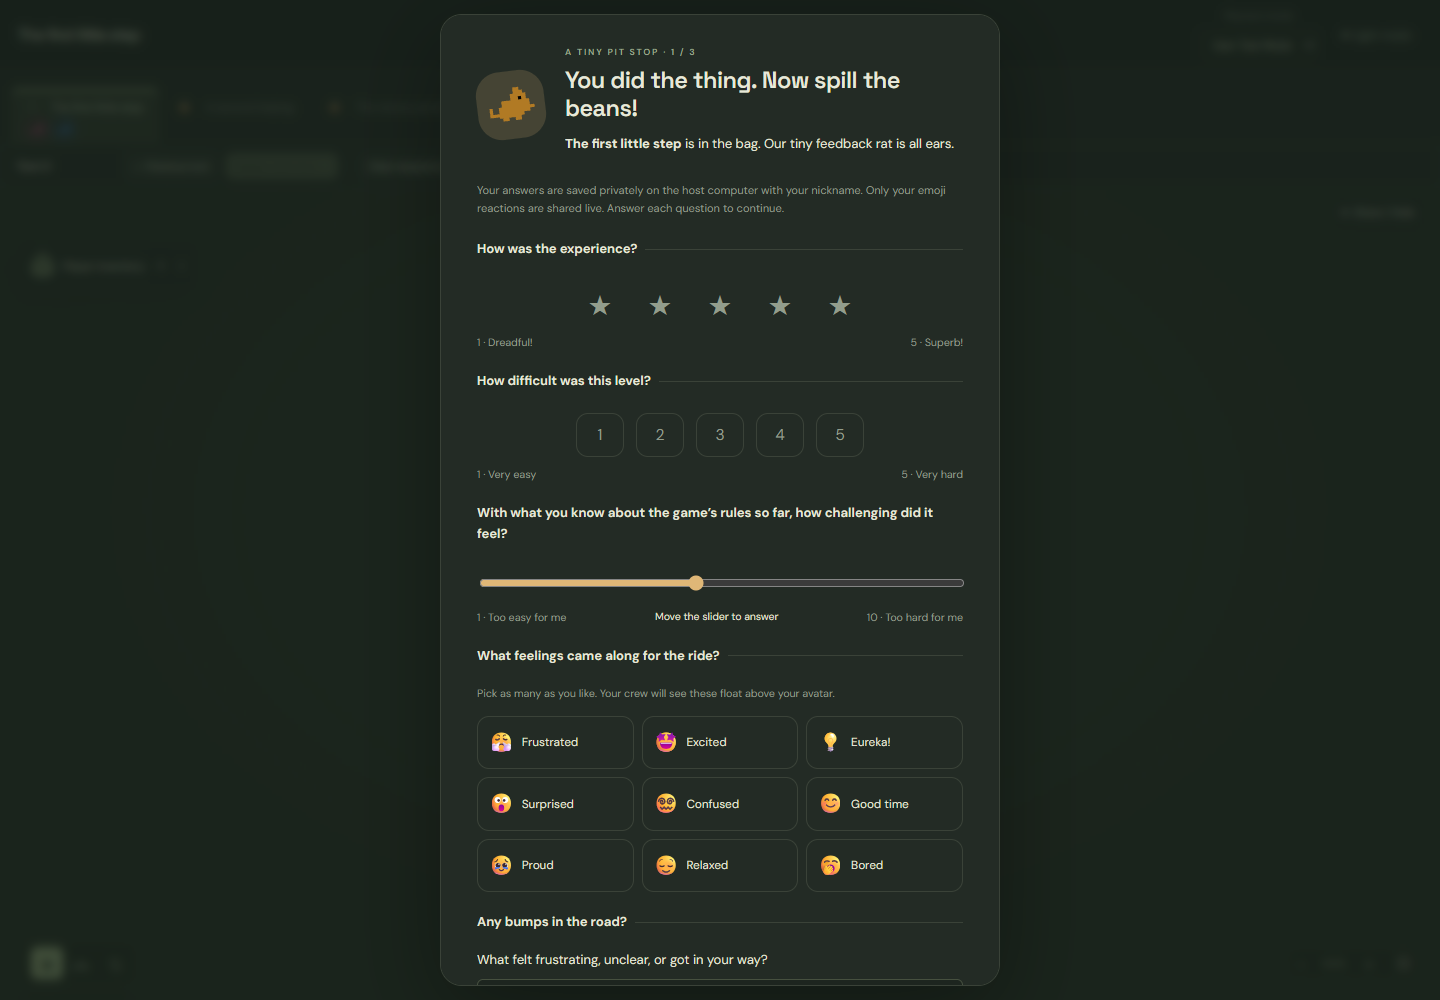 A TINY PIT STOP · 1 / 3
You did the thing. Now spill the
beans!
The first little step is in the bag. Our tiny feedback rat is all ears.
Your answers are saved privately on the host computer with your nickname. Only your emoji
reactions are shared live. Answer each question to continue.
How was the experience?
★ ★ ★ ★ ★
1 · Dreadful! 5 · Superb!
How difficult was this level?
1 2 3 4 5
1 · Very easy 5 · Very hard
With what you know about the game’s rules so far, how challenging did it
feel?
1 · Too easy for me Move the slider to answer 10 · Too hard for me
What feelings came along for the ride?
Pick as many as you like. Your crew will see these float above your avatar.
Frustrated Excited Eureka!
Surprised Confused Good time
Proud Relaxed Bored
Any bumps in the road?
What felt frustrating, unclear, or got in your way?